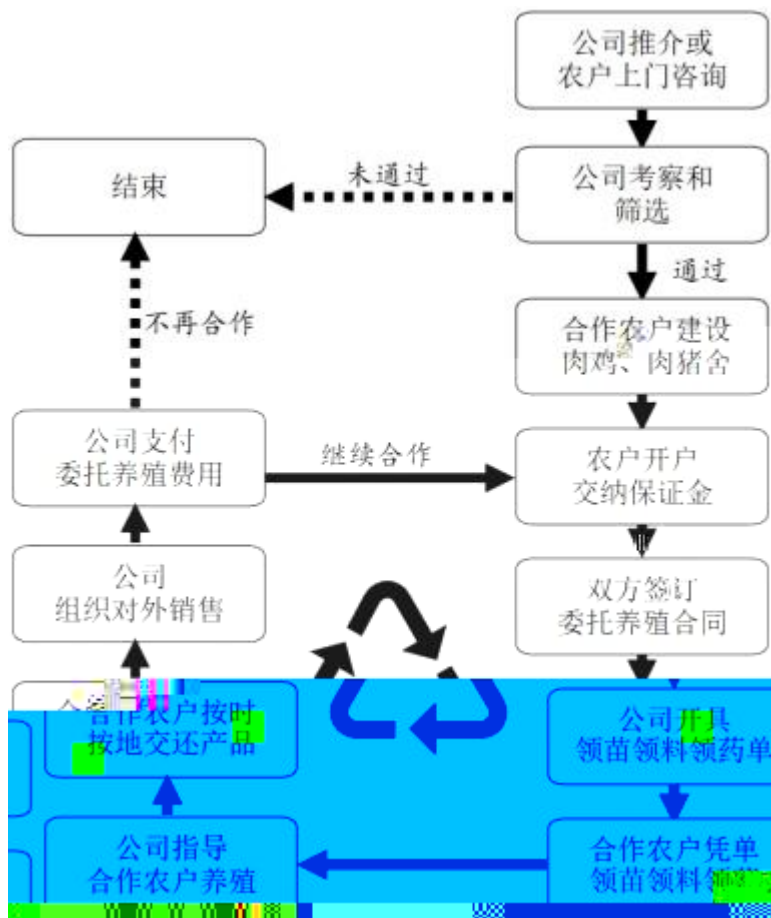 公司推介或
农户上门咨询
公司考察和
筛选
未通过
结束
通过
合作农户建设
肉鸡、肉猪舍
不再合作
公司支付
委托养殖费用
继续合作
农户开户
交纳保证金
公司
组织对外销售
双方签订
委托养殖合同
合作农户按时
按地交还产品
公司开具
领苗领料领药单
公司指导
合作农户养殖
合作农户凭单
领苗领料领